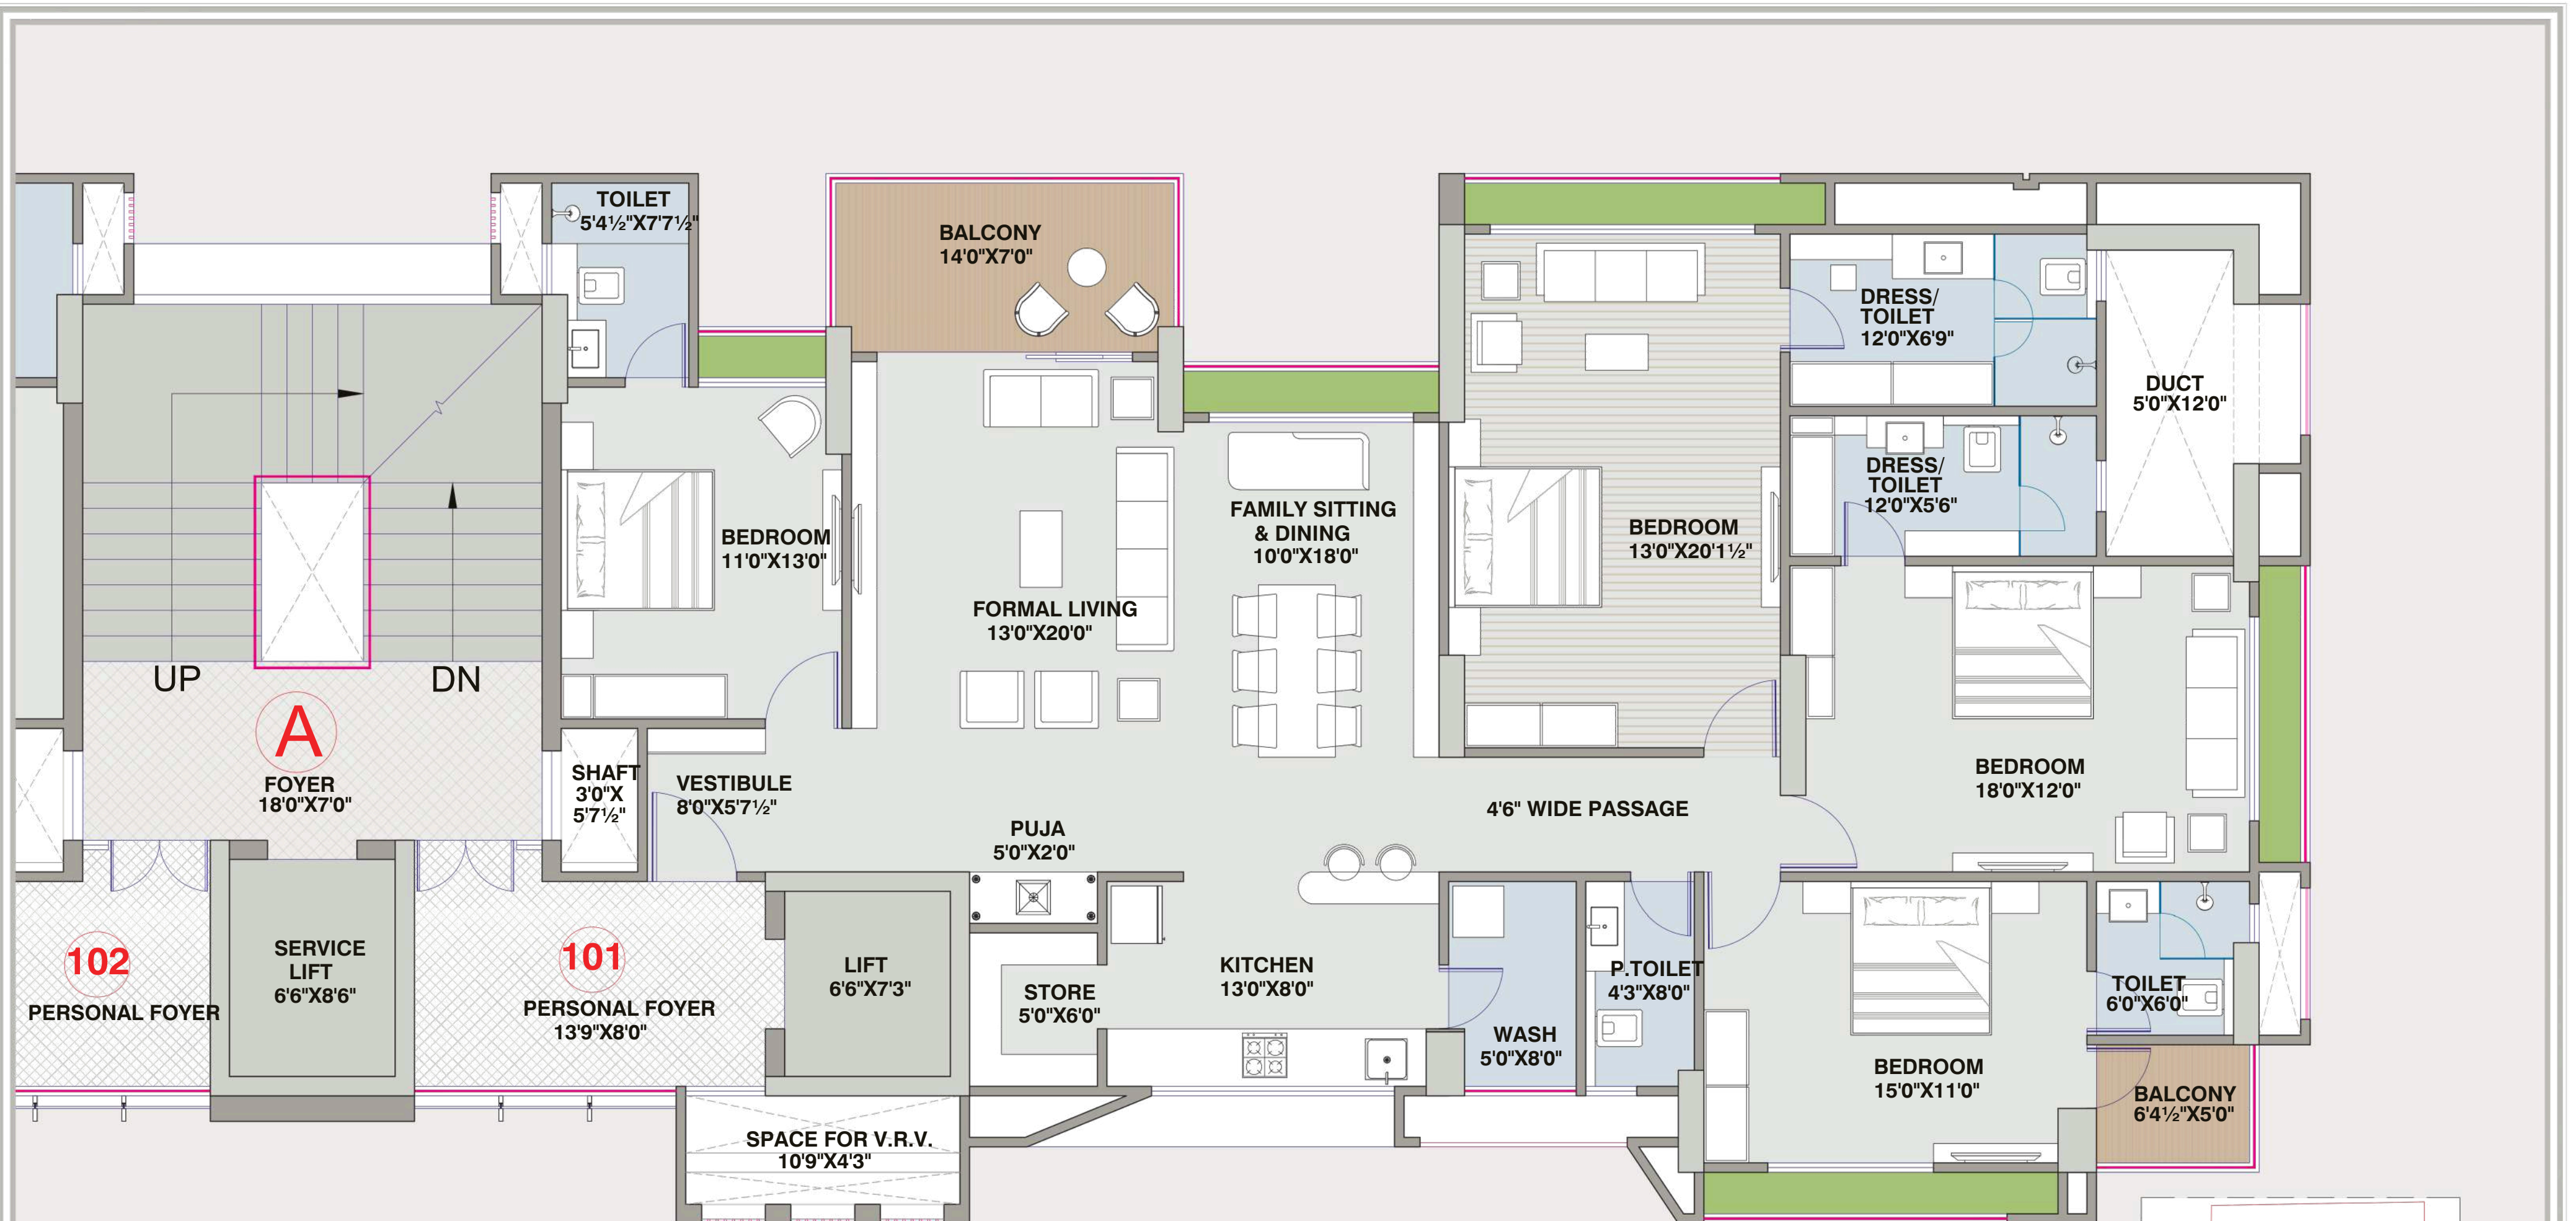 TOILET
5'4½"X7'7½"
BALCONY
14'0"X7'0"
DRESS/
TOILET
12'0"X6'9"
DUCT
5'0"X12'0"
DRESS/
TOILET
12'0"X5'6"
BEDROOM
11'0"X13'0"
FAMILY SITTING
& DINING
10'0"X18'0"
BEDROOM
13'0"X20'1½"
FORMAL LIVING
13'0"X20'0"
UP
DN
A
FOYER
18'0"X7'0"
SHAFT
3'0"X
5'7½"
VESTIBULE
8'0"X5'7½"
PUJA
5'0"X2'0"
4'6" WIDE PASSAGE
BEDROOM
18'0"X12'0"
102
PERSONAL FOYER
SERVICE
LIFT
6'6"X8'6"
101
PERSONAL FOYER
13'9"X8'0"
LIFT
6'6"X7'3"
STORE
5'0"X6'0"
KITCHEN
13'0"X8'0"
WASH
5'0"X8'0"
P.TOILET
4'3"X8'0"
TOILET
6'0"X6'0"
BEDROOM
15'0"X11'0"
BALCONY
6'4½"X5'0"
SPACE FOR V.R.V.
10'9"X4'3"